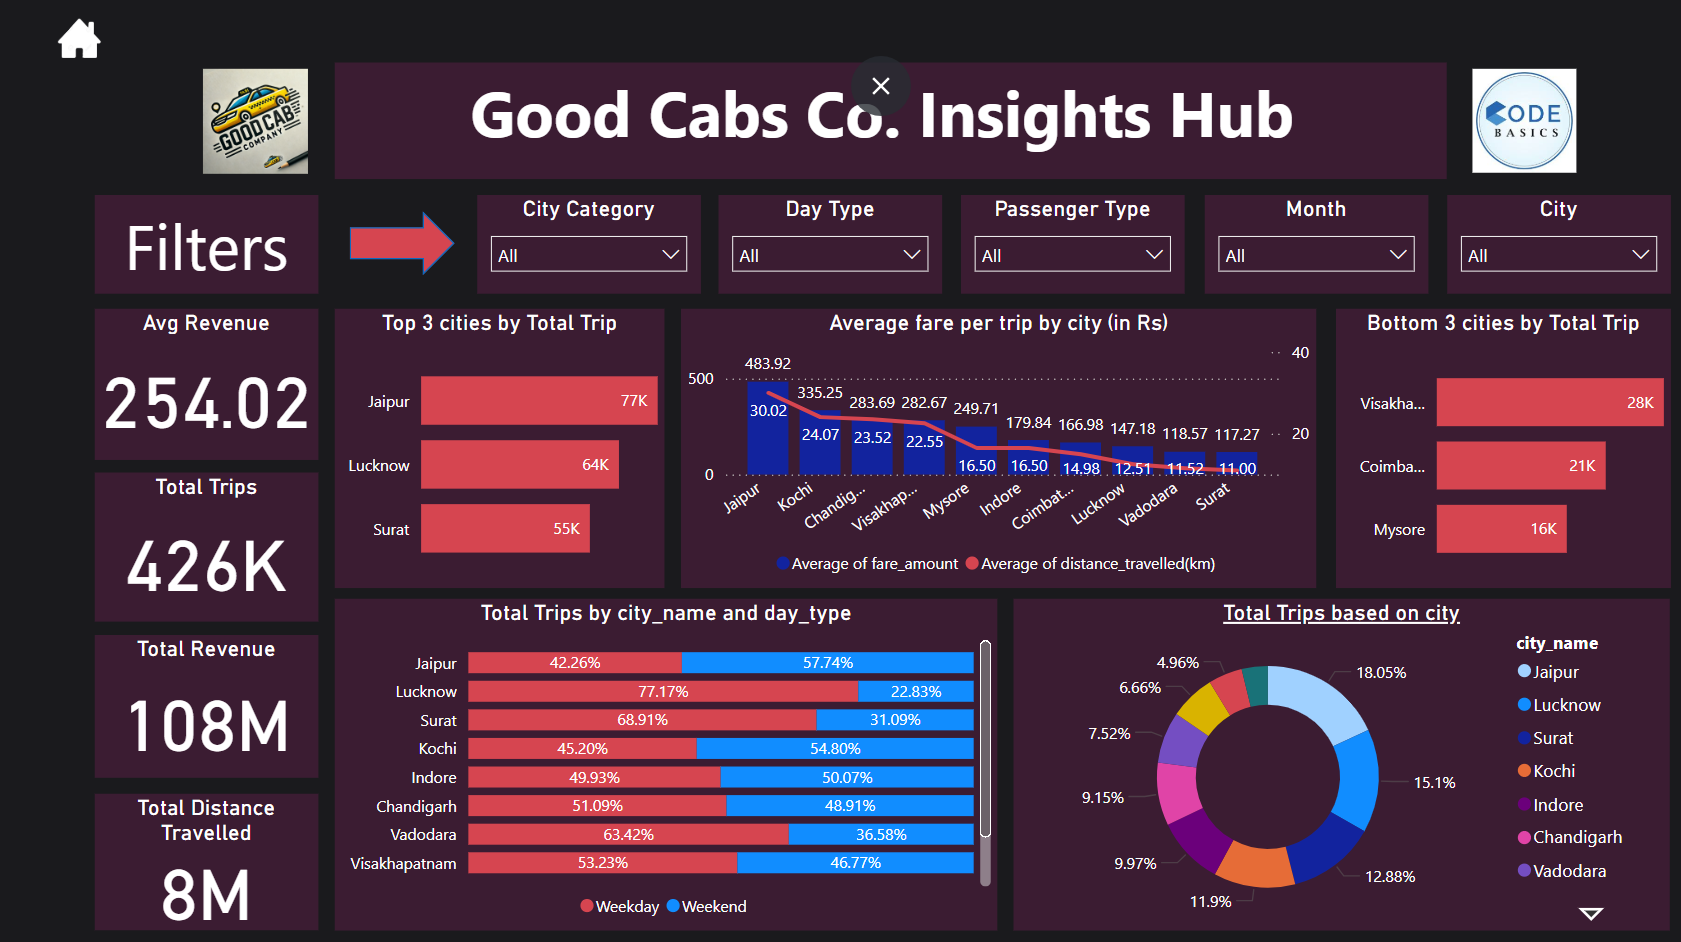 Good Cabs Co. Insights Hub
GOOD CAB
COMPANY
CODE
BASICS
Filters
City Category
All
Day Type
All
Passenger Type
All
Month
All
City
All
Avg Revenue
254.02
Total Trips
426K
Total Revenue
108M
Total Distance
Travelled
8M
Top 3 cities by Total Trip
Jaipur 77K
Lucknow 64K
Surat 55K
Average fare per trip by city (in Rs)
500
0
40
20
483.92 335.25 283.69 282.67 249.71 179.84 166.98 147.18 118.57 117.27
30.02 24.07 23.52 22.55 16.50 16.50 14.98 12.51 11.52 11.00
Jaipur Kochi Chandig... Visakhap... Mysore Indore Coimbat... Lucknow Vadodara Surat
Average of fare_amount Average of distance_travelled(km)
Bottom 3 cities by Total Trip
Visakha... 28K
Coimba... 21K
Mysore 16K
Total Trips by city_name and day_type
Jaipur 42.26% 57.74%
Lucknow 77.17% 22.83%
Surat 68.91% 31.09%
Kochi 45.20% 54.80%
Indore 49.93% 50.07%
Chandigarh 51.09% 48.91%
Vadodara 63.42% 36.58%
Visakhapatnam 53.23% 46.77%
Weekday Weekend
Total Trips based on city
18.05%
15.1%
12.88%
11.9%
9.97%
9.15%
7.52%
6.66%
4.96%
city_name
Jaipur
Lucknow
Surat
Kochi
Indore
Chandigarh
Vadodara